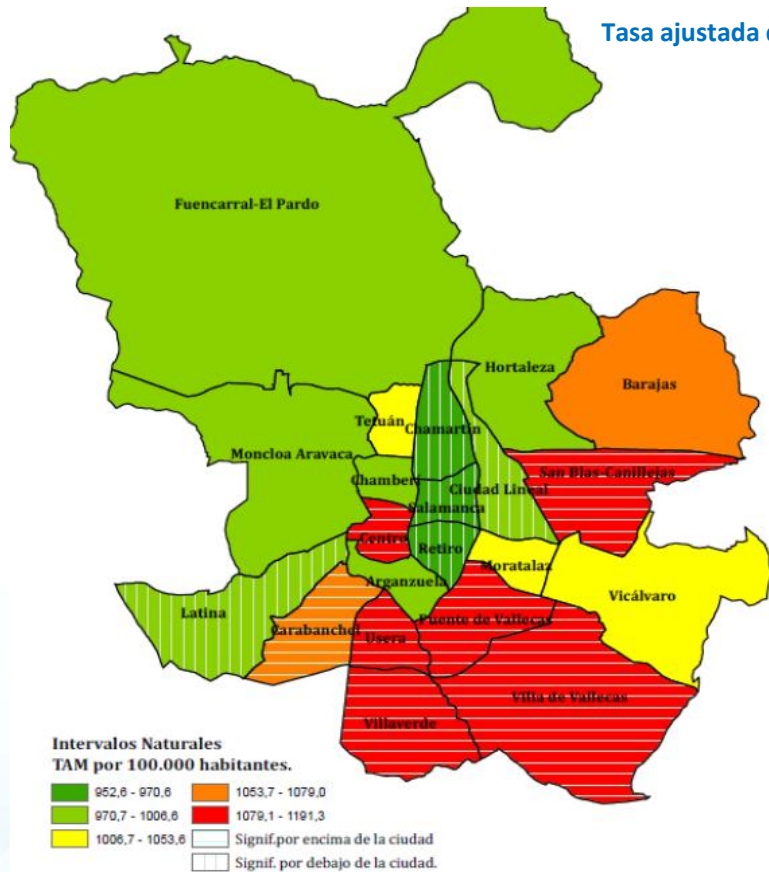 Tasa ajustada
Fuencarral-El Pardo
Hortaleza
Barajas
Tetuán
Chamartín
Moncloa Aravaca
San Blas-Canillejas
Chamberí
Ciudad Lineal
Salamanca
Centro
Retiro
Moratalaz
Arganzuela
Vicálvaro
Latina
Puente de Vallecas
Carabanchel
Usera
Villa de Vallecas
Villaverde
Intervalos Naturales
TAM por 100.000 habitantes.
952,6 - 970,6
1053,7 - 1079,0
970,7 - 1006,6
1079,1 - 1191,3
1006,7 - 1053,6
Signif.por encima de la ciudad
Signif. por debajo de la ciudad.